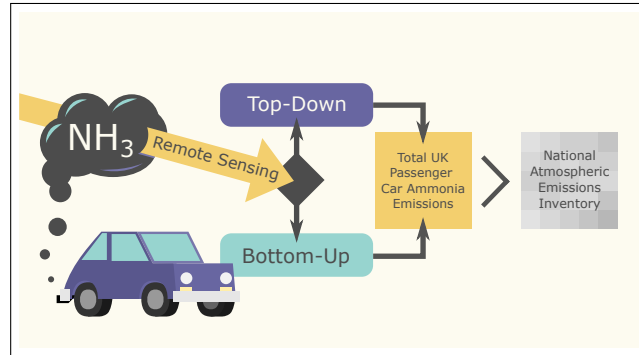 NH3
Remote Sensing
Top-Down
Bottom-Up
Total UK
Passenger
Car Ammonia
Emissions
National
Atmospheric
Emissions
Inventory